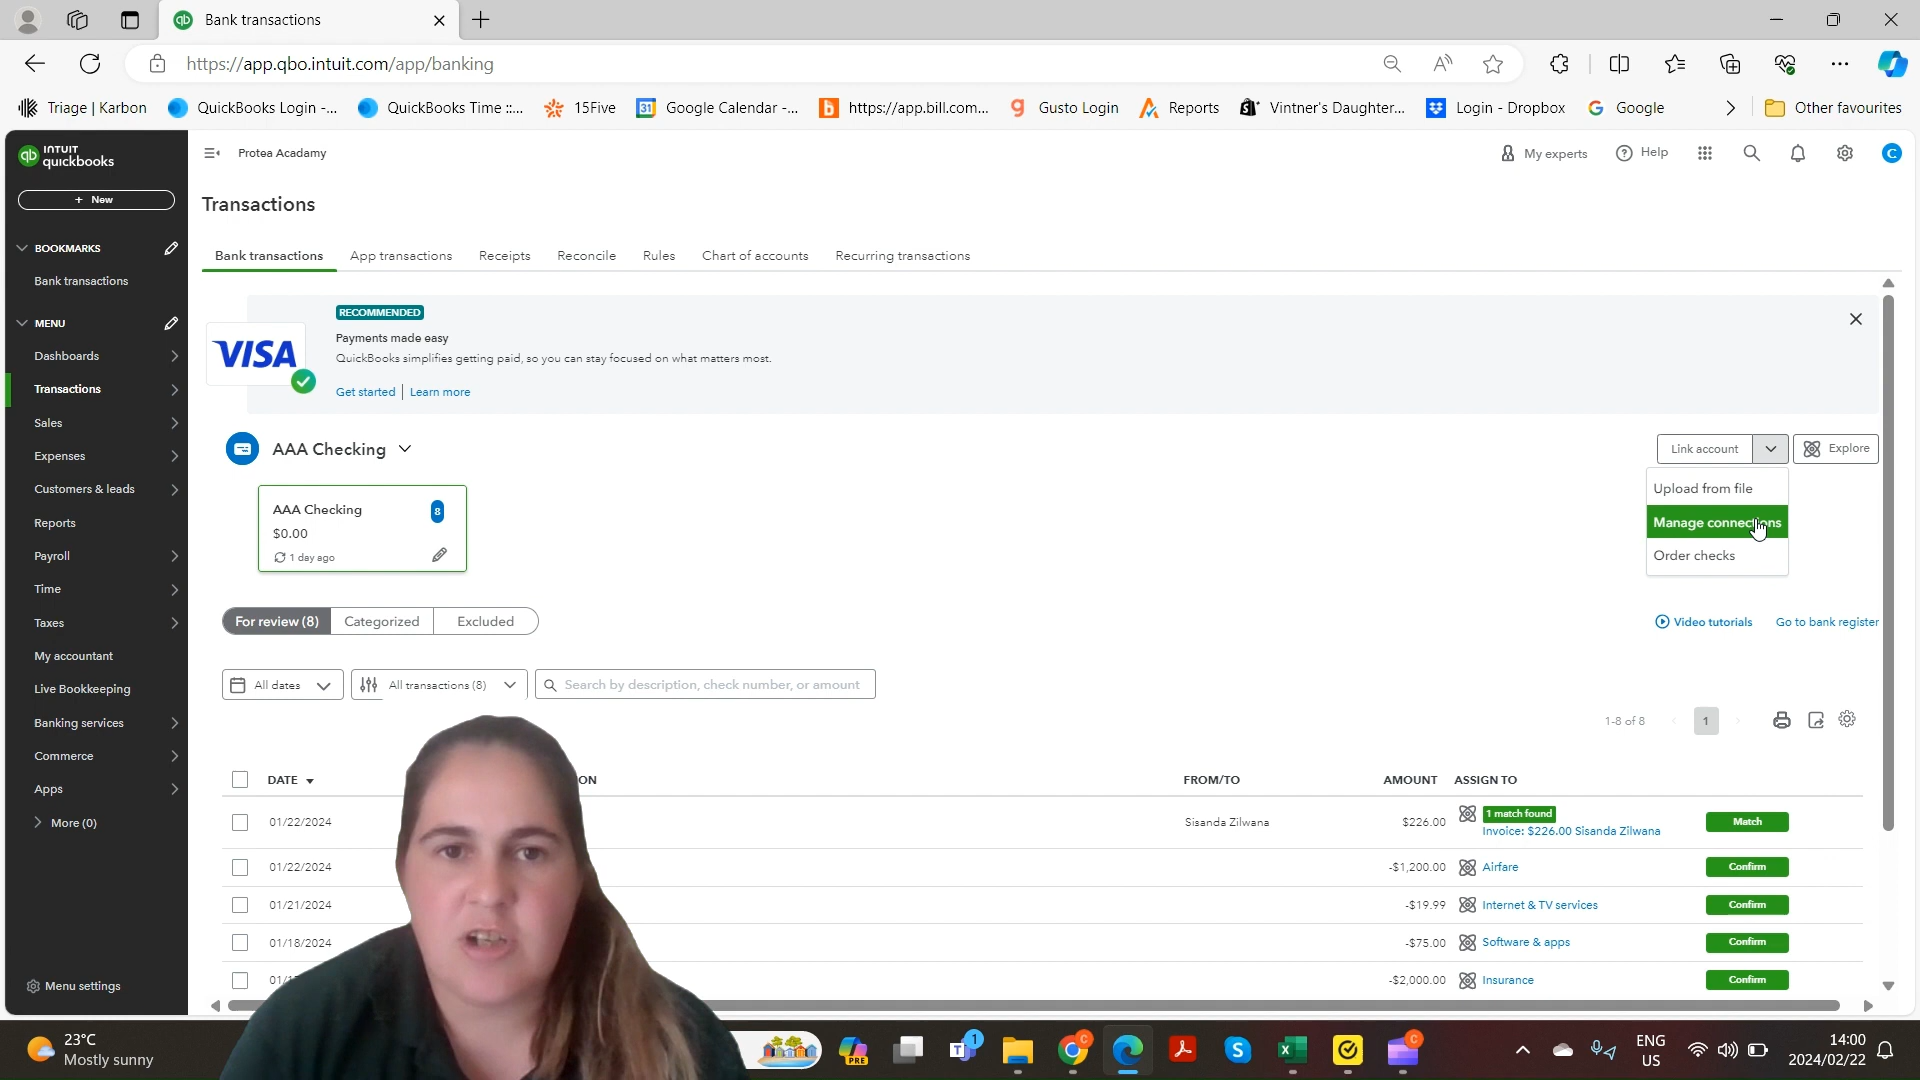 Bank transactions
https://app.qbo.intuit.com/app/banking
Triage | Karbon
QuickBooks Login -...
QuickBooks Time ::...
15Five
31
Google Calendar -...
https://app.bill.com...
Gusto Login
Reports
Vintner's Daughter...
Login - Dropbox
Google
Other favourites
INTUIT
quickbooks
Protea Acadamy
My experts
Help
C
+ New
Transactions
BOOKMARKS
Bank transactions
MENU
Dashboards
Transactions
Sales
Expenses
Customers & leads
Reports
Payroll
Time
Taxes
My accountant
Live Bookkeeping
Banking services
Commerce
Apps
More (0)
Menu settings
Bank transactions
App transactions
Receipts
Reconcile
Rules
Chart of accounts
Recurring transactions
RECOMMENDED
VISA
Payments made easy
QuickBooks simplifies getting paid, so you can stay focused on what matters most.
Get started | Learn more
AAA Checking
Link account
Explore
Upload from file
Manage connections
Order checks
AAA Checking
8
$0.00
1 day ago
For review (8)
Categorized
Excluded
Video tutorials
Go to bank register
All dates
All transactions (8)
Search by description, check number, or amount
1-8 of 8
1
DATE
ON
FROM/TO
AMOUNT
ASSIGN TO
01/22/2024
Sisanda Zilwana
$226.00
1 match found
Invoice: $226.00 Sisanda Zilwana
Match
01/22/2024
-$1,200.00
Airfare
Confirm
01/21/2024
-$19.99
Internet & TV services
Confirm
01/18/2024
-$75.00
Software & apps
Confirm
-$2,000.00
Insurance
Confirm
23°C
Mostly sunny
PRE
1
C
C
ENG
US
14:00
2024/02/22